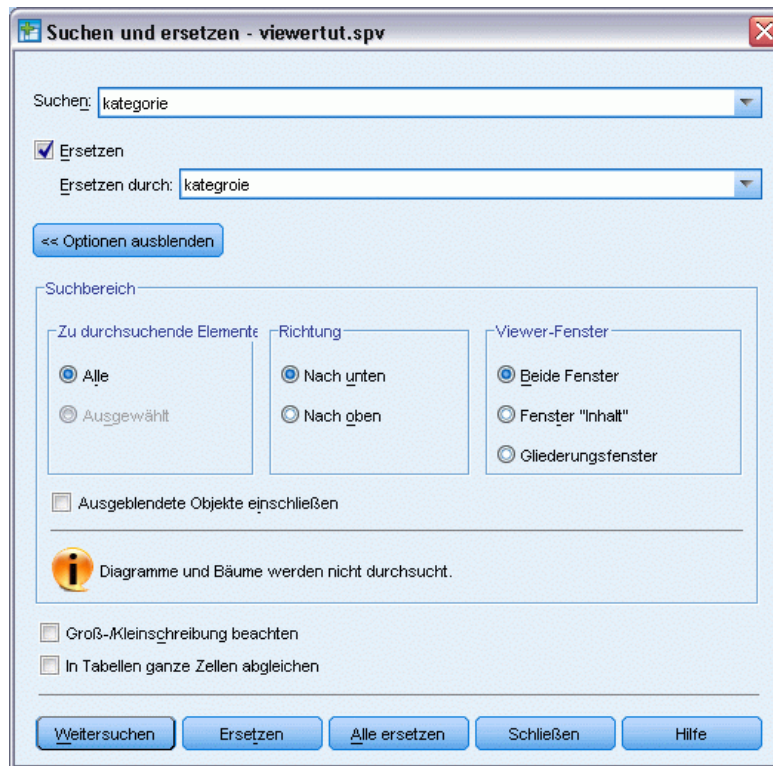 Suchen und ersetzen - viewertut.spv
Suchen: kategorie
Ersetzen
Ersetzen durch: kategroie
<< Optionen ausblenden
Suchbereich
Zu durchsuchende Elemente
Alle
Ausgewählt
Richtung
Nach unten
Nach oben
Viewer-Fenster
Beide Fenster
Fenster "Inhalt"
Gliederungsfenster
Ausgeblendete Objekte einschließen
Diagramme und Bäume werden nicht durchsucht.
Groß-/Kleinschreibung beachten
In Tabellen ganze Zellen abgleichen
Weitersuchen Ersetzen Alle ersetzen Schließen Hilfe